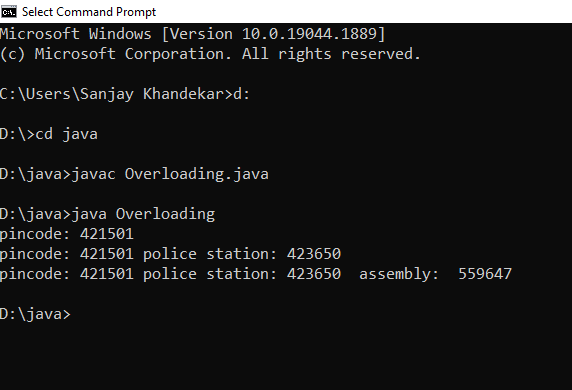 Select Command Prompt
Microsoft Windows [Version 10.0.19044.1889]
(c) Microsoft Corporation. All rights reserved.
C:\Users\Sanjay Khandekar>d:
D:\>cd java
D:\java>javac Overloading.java
D:\java>java Overloading
pincode: 421501
pincode: 421501 police station: 423650
pincode: 421501 police station: 423650  assembly:  559647
D:\java>